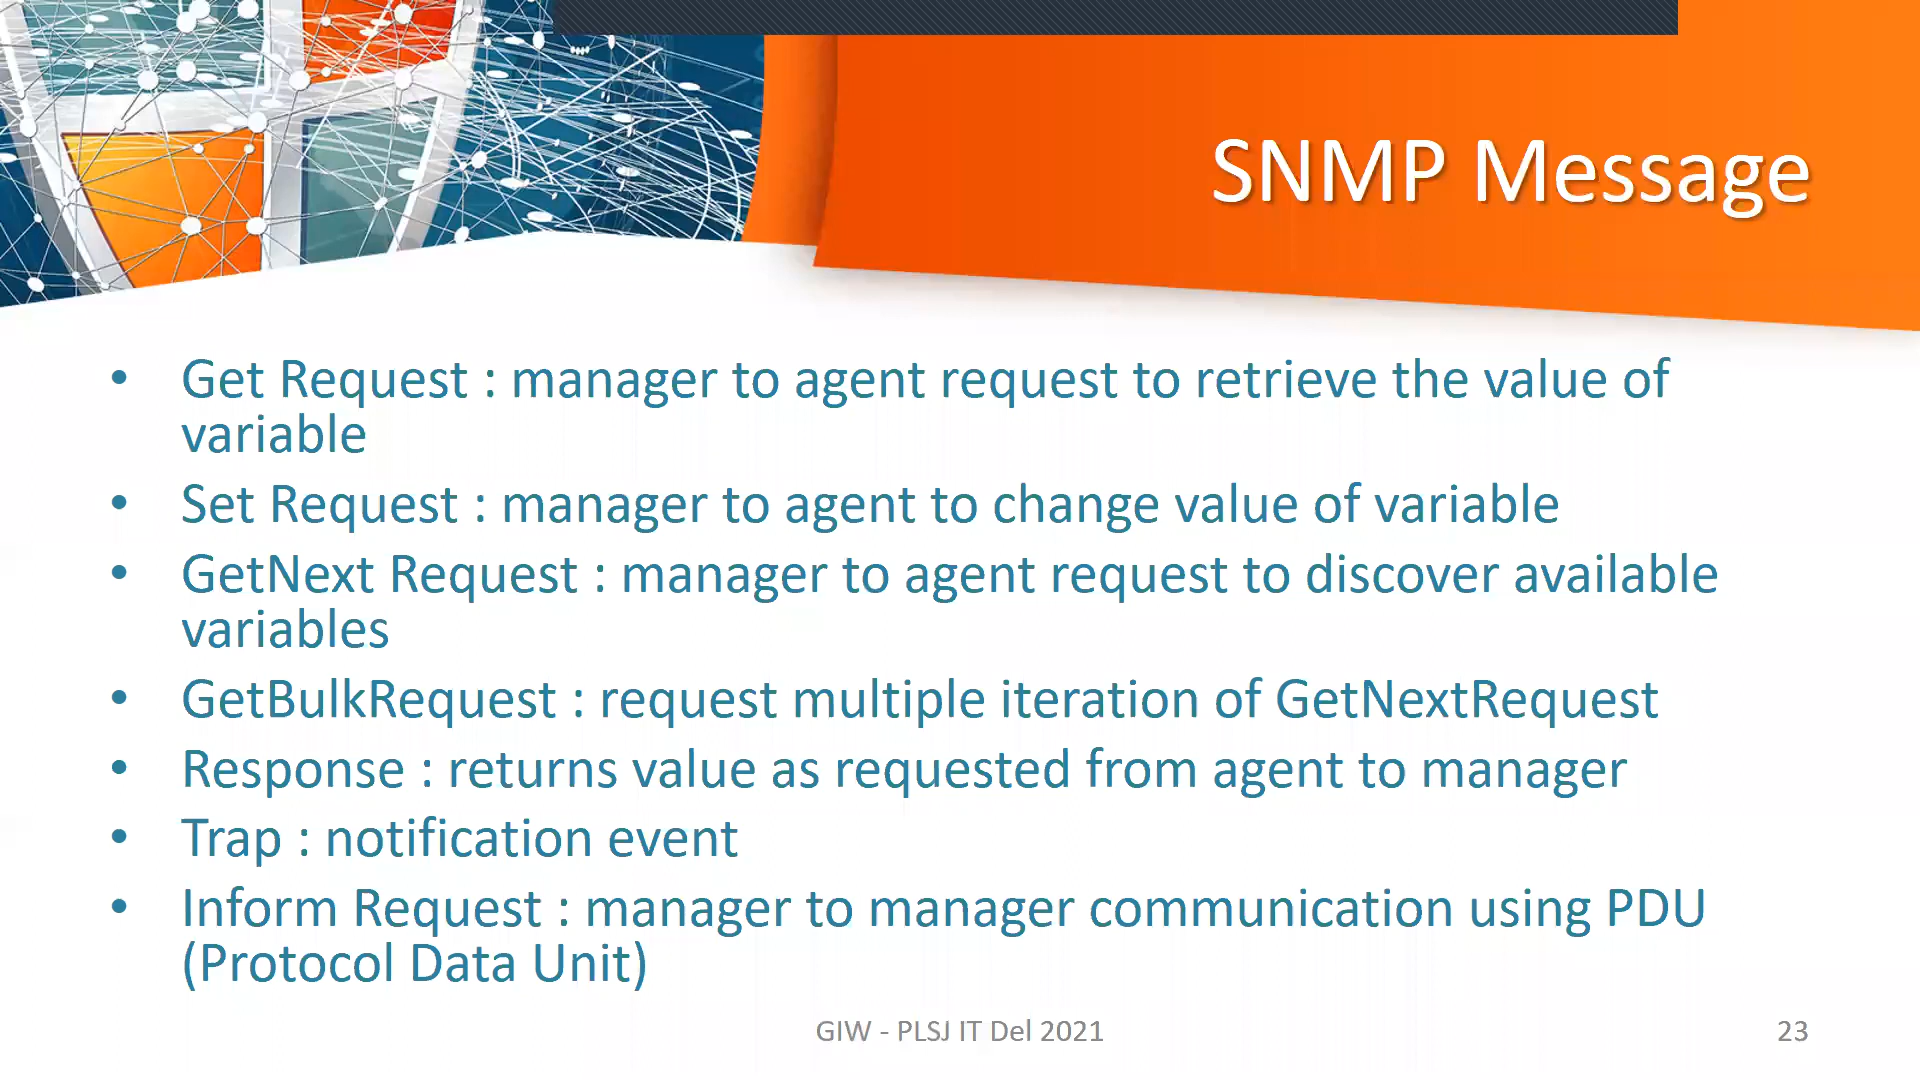 SNMP Message
• Get Request : manager to agent request to retrieve the value of
variable
• Set Request : manager to agent to change value of variable
• GetNext Request : manager to agent request to discover available
variables
• GetBulkRequest : request multiple iteration of GetNextRequest
• Response : returns value as requested from agent to manager
• Trap : notification event
• Inform Request : manager to manager communication using PDU
(Protocol Data Unit)
GIW - PLSJ IT Del 2021
23